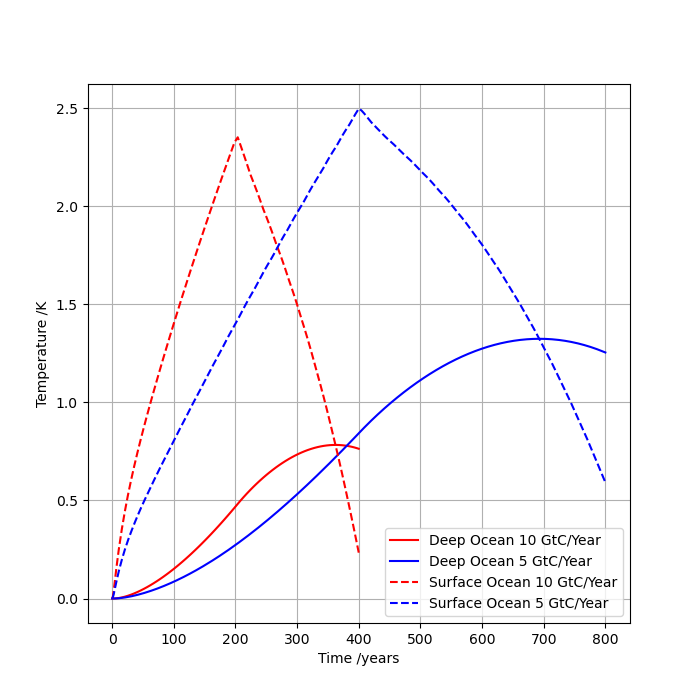 2.5
2.0
1.5
1.0
0.5
0.0
Temperature /K
Deep Ocean 10 GtC/Year
Deep Ocean 5 GtC/Year
Surface Ocean 10 GtC/Year
Surface Ocean 5 GtC/Year
0 100 200 300 400 500 600 700 800
Time /years